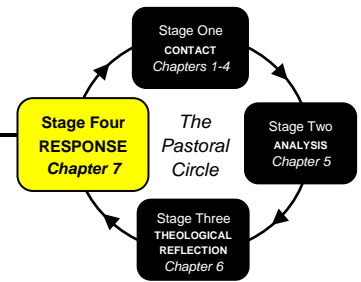 Stage One
CONTACT
Chapters 1-4
Stage Two
ANALYSIS
Chapter 5
Stage Three
THEOLOGICAL
REFLECTION
Chapter 6
Stage Four
RESPONSE
Chapter 7
The
Pastoral
Circle